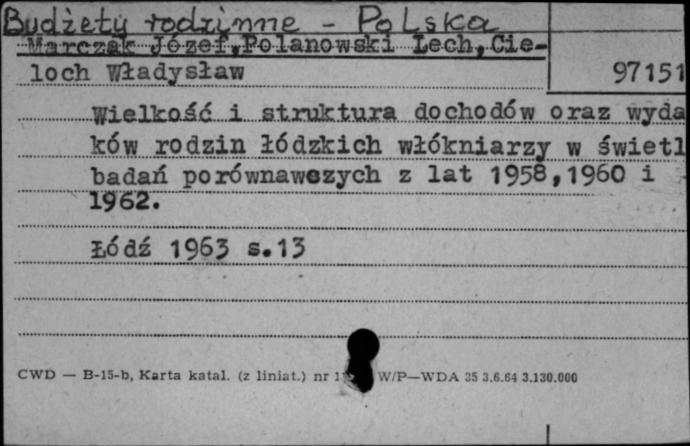 Budżety rodzinne - Polska
Marczak Józef, Polanowski Lech, Cie-
loch Władysław
97151
Wielkość i struktura dochodów oraz wyda
ków rodzin łódzkich włókniarzy w świetl
badań porównawczych z lat 1958,1960 i
1962.
Łódź 1963 s.13
CWD — B-15-b, Karta katal. (z liniat.) nr 1 W/P—WDA 35 3.6.64 3.130.000